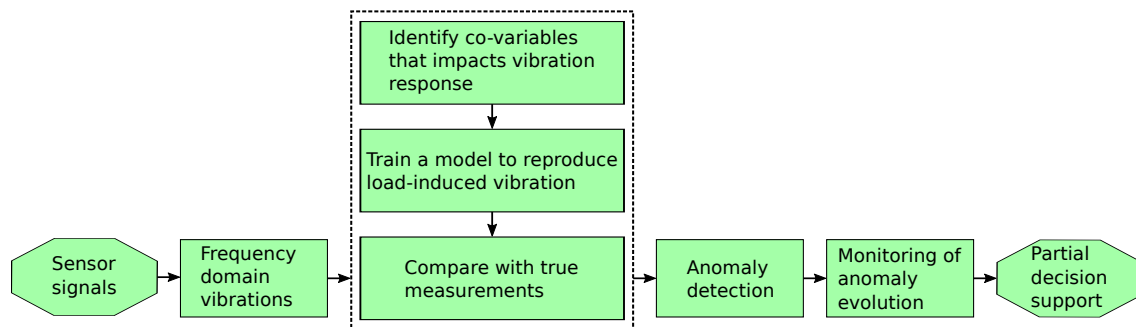 Identify co-variables
that impacts vibration
response
Train a model to reproduce
load-induced vibration
Sensor
signals
Frequency
domain
vibrations
Compare with true
measurements
Anomaly
detection
Monitoring of
anomaly
evolution
Partial
decision
support